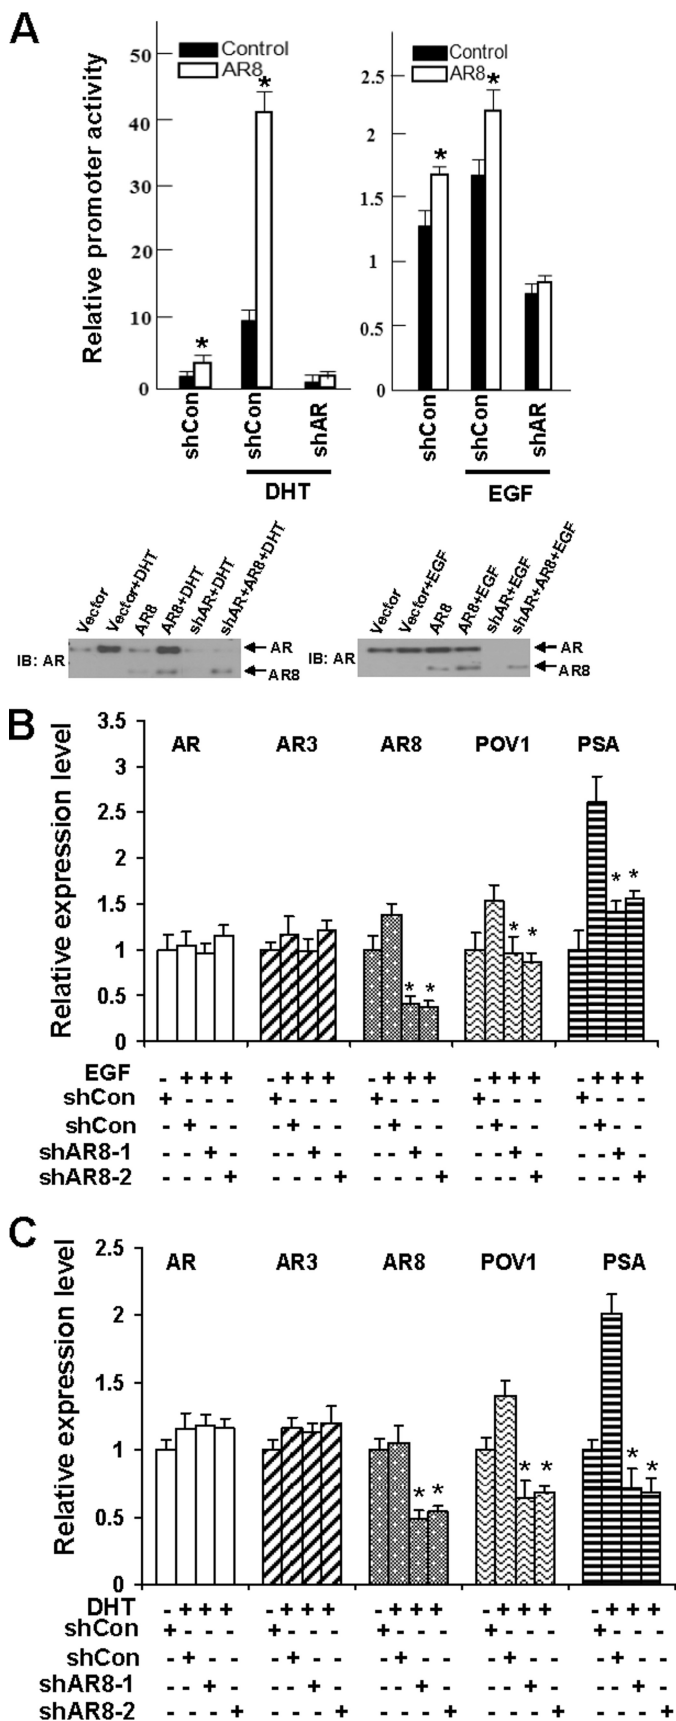 A
Relative promoter activity
Control
AR8
50
40
30
20
10
0
*
*
shCon
shCon
shAR
DHT
Control
AR8
2.5
2
1.5
1
0.5
0
*
*
shCon
shCon
shAR
EGF
Vector
Vector+DHT
AR8
AR8+DHT
shAR+DHT
shAR+AR8+DHT
IB: AR
AR
AR8
Vector
Vector+EGF
AR8
AR8+EGF
shAR+EGF
shAR+AR8+EGF
IB: AR
AR
AR8
B
Relative expression level
3.5
3
2.5
2
1.5
1
0.5
0
AR AR3 AR8 POV1 PSA
* * * * * *
EGF - + + + - + + + - + + + - + + + - + + +
shCon + - - - + - - - + - - - + - - - + - - -
shCon - + - - - + - - - + - - - + - - - + - -
shAR8-1 - - + - - - + - - - + - - - + - - - + -
shAR8-2 - - - + - - - + - - - + - - - + - - - +
C
Relative expression level
2.5
2
1.5
1
0.5
0
AR AR3 AR8 POV1 PSA
* * * * * *
DHT - + + + - + + + - + + + - + + + - + + +
shCon + - - - + - - - + - - - + - - - + - - -
shCon - + - - - + - - - + - - - + - - - + - -
shAR8-1 - - + - - - + - - - + - - - + - - - + -
shAR8-2 - - - + - - - + - - - + - - - + - - - +